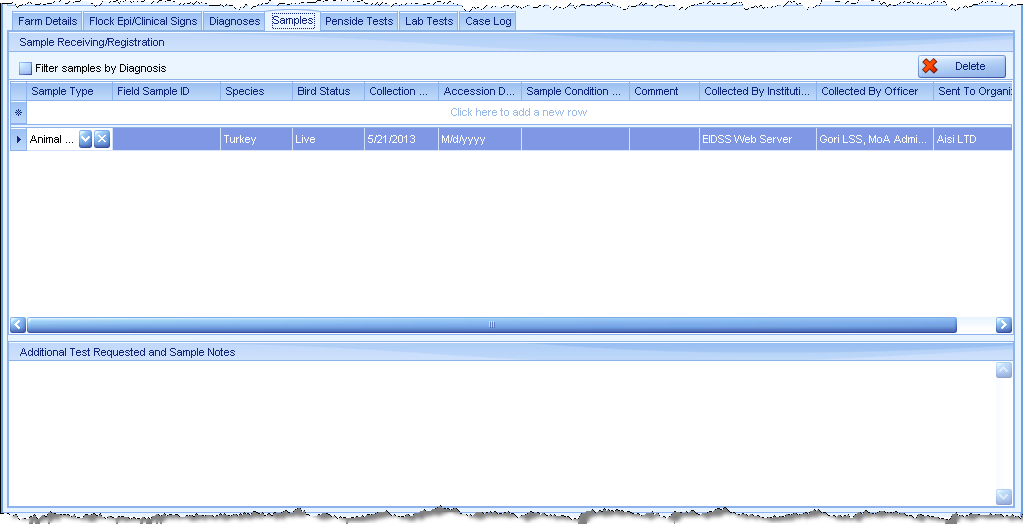 Farm Details Flock Epi/Clinical Signs Diagnoses Samples Penside Tests Lab Tests Case Log
Sample Receiving/Registration
Filter samples by Diagnosis Delete
Sample Type Field Sample ID Species Bird Status Collection ... Accession D... Sample Condition ... Comment Collected By Instituti... Collected By Officer Sent To Organi
Click here to add a new row
Animal ... Turkey Live 5/21/2013 M/d/yyyy EIDSS Web Server Gori LSS, MoA Admi... Aisi LTD
Additional Test Requested and Sample Notes